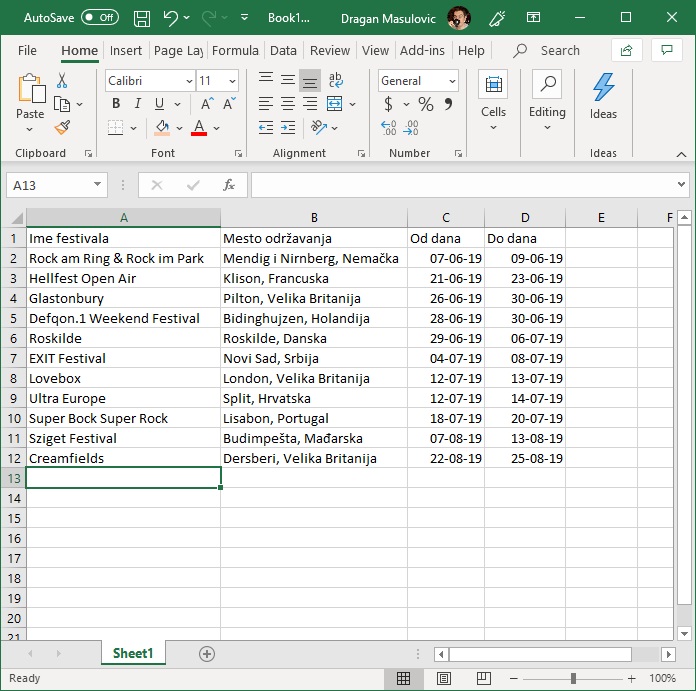 AutoSave Off Book1... Dragan Masulovic
File Home Insert Page Lay Formula Data Review View Add-ins Help Search
Calibri 11 General
Paste Cells Editing Ideas
Clipboard Font Alignment Number Ideas
A13 fx
A B C D E F
1 Ime festivala Mesto održavanja Od dana Do dana
2 Rock am Ring & Rock im Park Mendig i Nirnberg, Nemačka 07-06-19 09-06-19
3 Hellfest Open Air Klison, Francuska 21-06-19 23-06-19
4 Glastonbury Pilton, Velika Britanija 26-06-19 30-06-19
5 Defqon.1 Weekend Festival Bidinghujzen, Holandija 28-06-19 30-06-19
6 Roskilde Roskilde, Danska 29-06-19 06-07-19
7 EXIT Festival Novi Sad, Srbija 04-07-19 08-07-19
8 Lovebox London, Velika Britanija 12-07-19 13-07-19
9 Ultra Europe Split, Hrvatska 12-07-19 14-07-19
10 Super Bock Super Rock Lisabon, Portugal 18-07-19 20-07-19
11 Sziget Festival Budimpešta, Mađarska 07-08-19 13-08-19
12 Creamfields Dersberi, Velika Britanija 22-08-19 25-08-19
13
14
15
16
17
18
19
20
21
Sheet1
Ready 100%